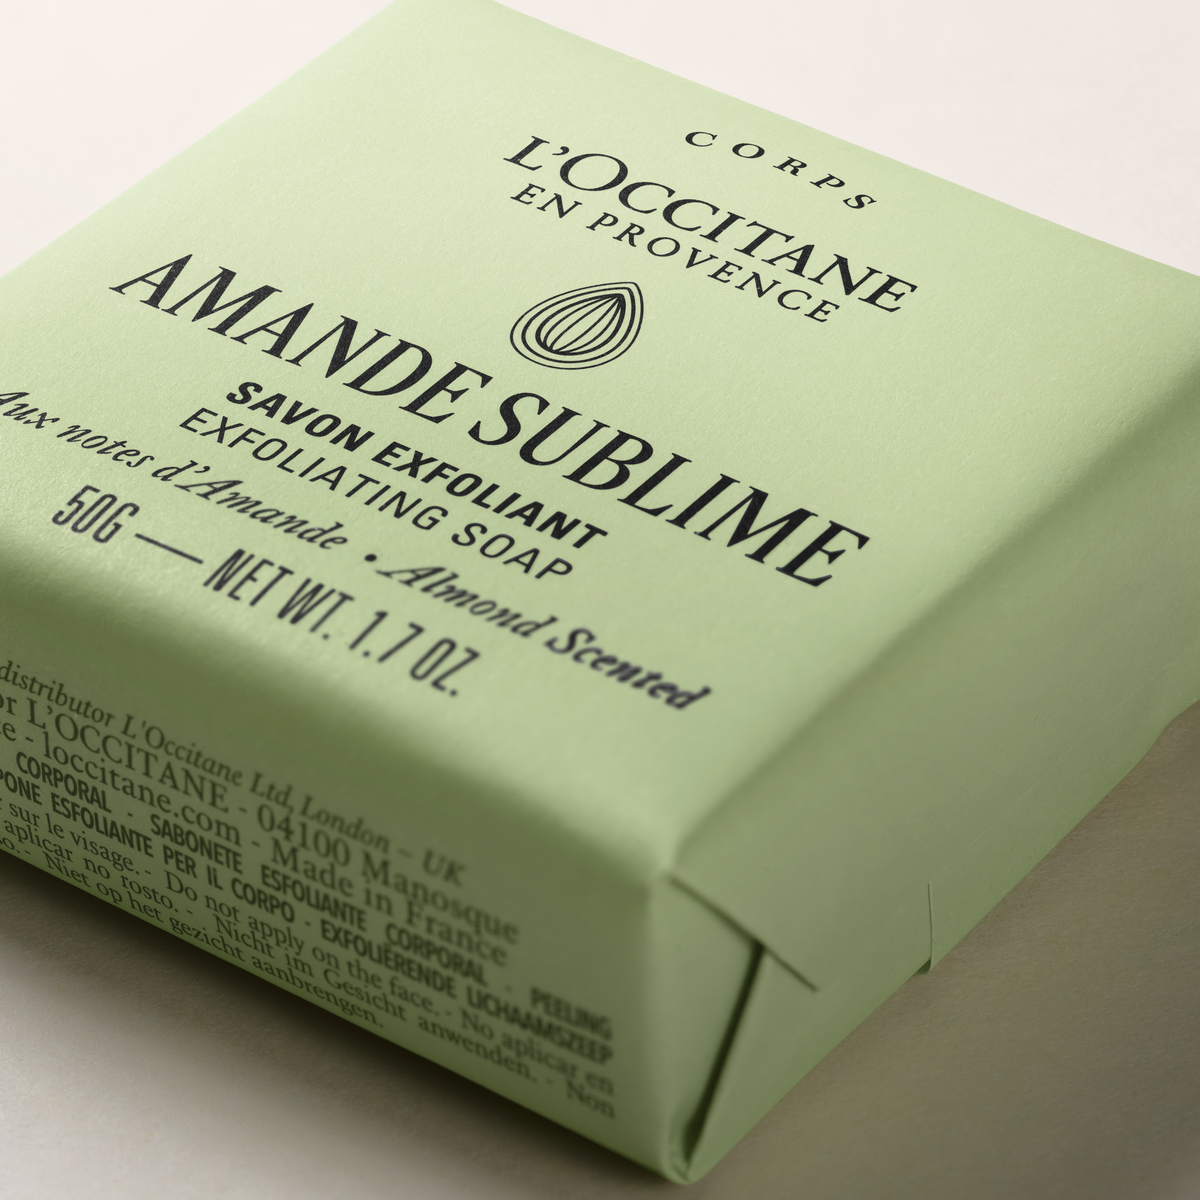 CORPS
L'OCCITANE
EN PROVENCE
AMANDE SUBLIME
SAVON EXFOLIANT
EXFOLIATING SOAP
Aux notes d'Amande • Almond Scented
50G — NET WT. 1.7 OZ.
distributor L'Occitane Ltd, London – UK
L'OCCITANE - 04100 Manosque
- loccitane.com - Made in France
CORPORAL - SABONETE ESFOLIANTE CORPORAL - PEELING
ESFOLIANTE PER IL CORPO - EXFOLIËRENDE LICHAAMSZEEP
sur le visage. - Do not apply on the face. - No aplicar en
aplicar no rosto. - Nicht im Gesicht anwenden. - Non
- Niet op het gezicht aanbrengen.